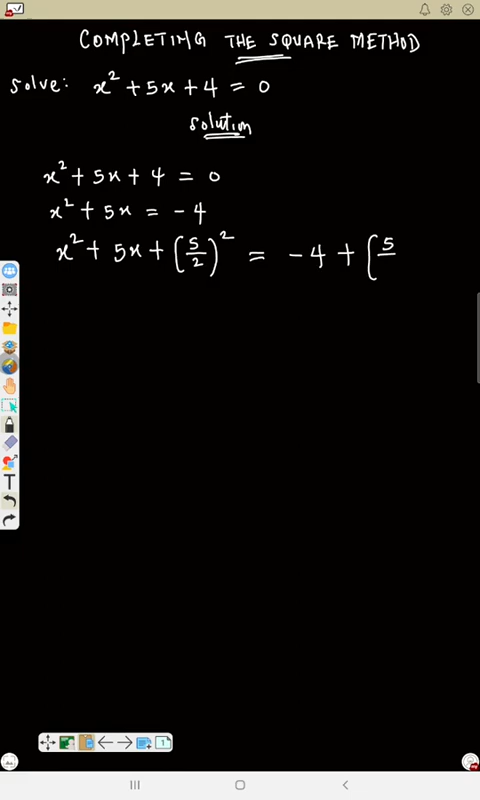 COMPLETING THE SQUARE METHOD
Solve: x² + 5x + 4 = 0
Solution
x² + 5x + 4 = 0
x² + 5x = -4
x² + 5x + (5/2)² = -4 + (5/
T
1